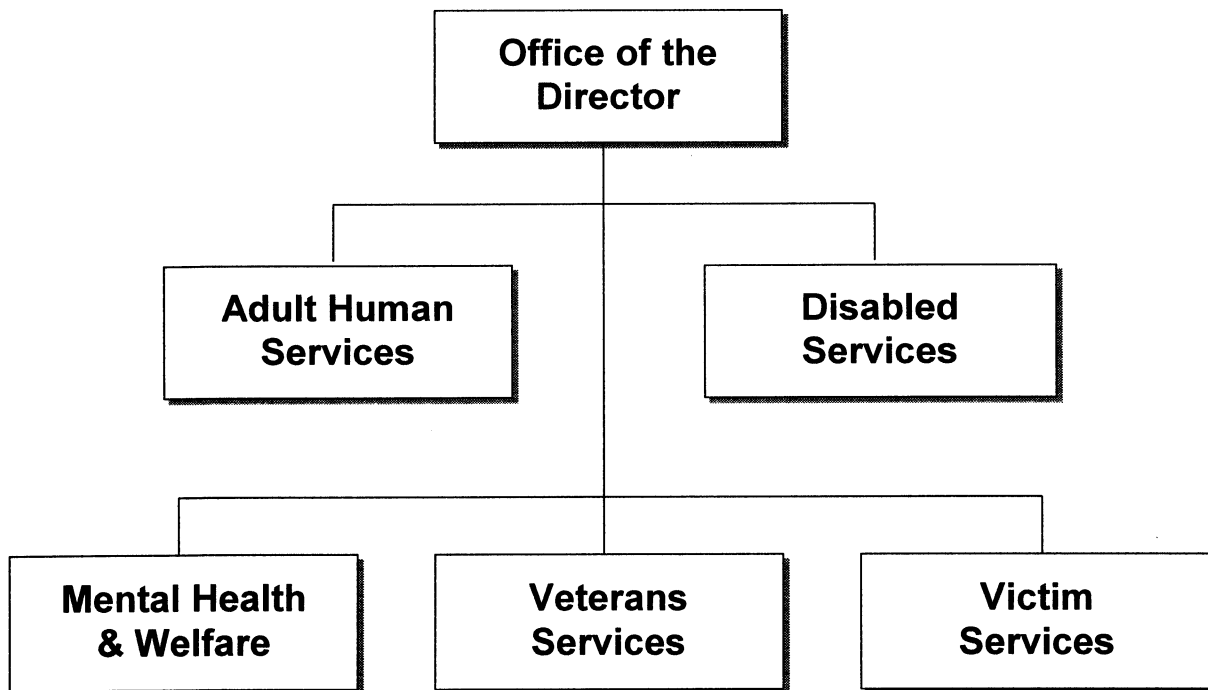 Office of the
Director
Adult Human
Services
Disabled
Services
Mental Health
& Welfare
Veterans
Services
Victim
Services